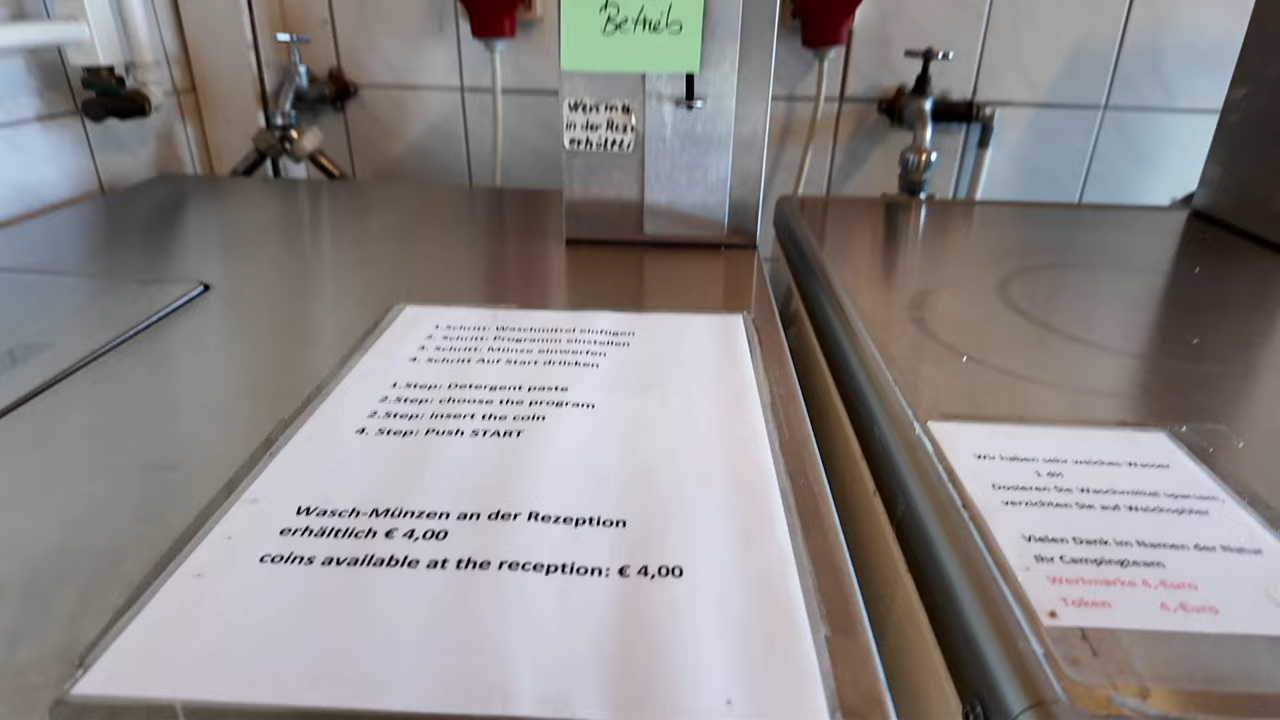 Betrieb
in der Rez
erhältl
1.Schritt: Waschmittel einfügen
2. Schritt: Programm einstellen
3. Schritt: Münze einwerfen
4. Schritt Auf Start drücken
1.Step: Detergent paste
2.Step: choose the program
2.Step: insert the coin
4. Step: Push START
Wasch-Münzen an der Rezeption
erhältlich € 4,00
coins available at the reception: € 4,00
Wir haben sehr weiches Wasser
Dosieren Sie Waschmittel sparsam,
verzichten Sie auf Weichspüler
Vielen Dank im Namen der Natur
Ihr Campingteam
Wertmarke 4,-Euro
Token 4,-Euro